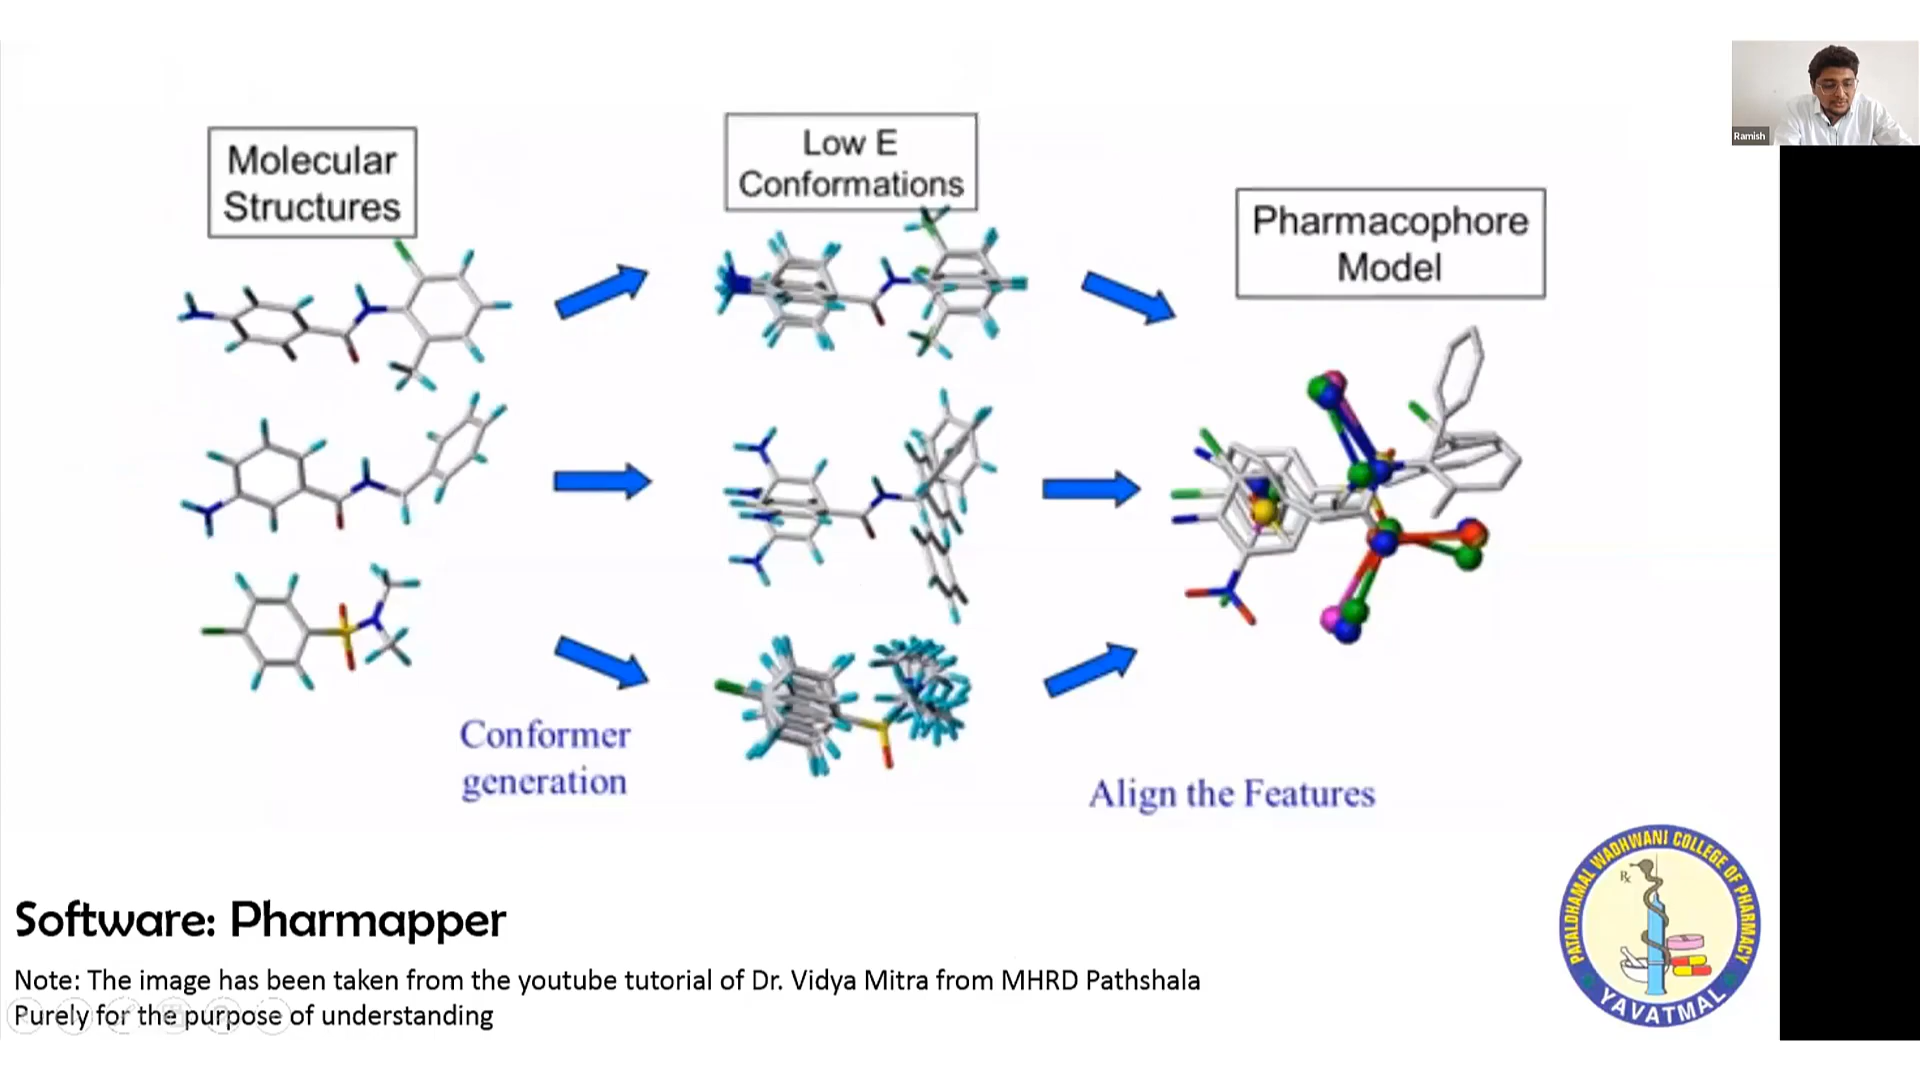 Ramish
Molecular
Structures
Low E
Conformations
Pharmacophore
Model
Conformer
generation
Align the Features
PATALDHAMAL WADHWANI COLLEGE OF PHARMACY
Rx
YAVATMAL
Software: Pharmapper
Note: The image has been taken from the youtube tutorial of Dr. Vidya Mitra from MHRD Pathshala
Purely for the purpose of understanding